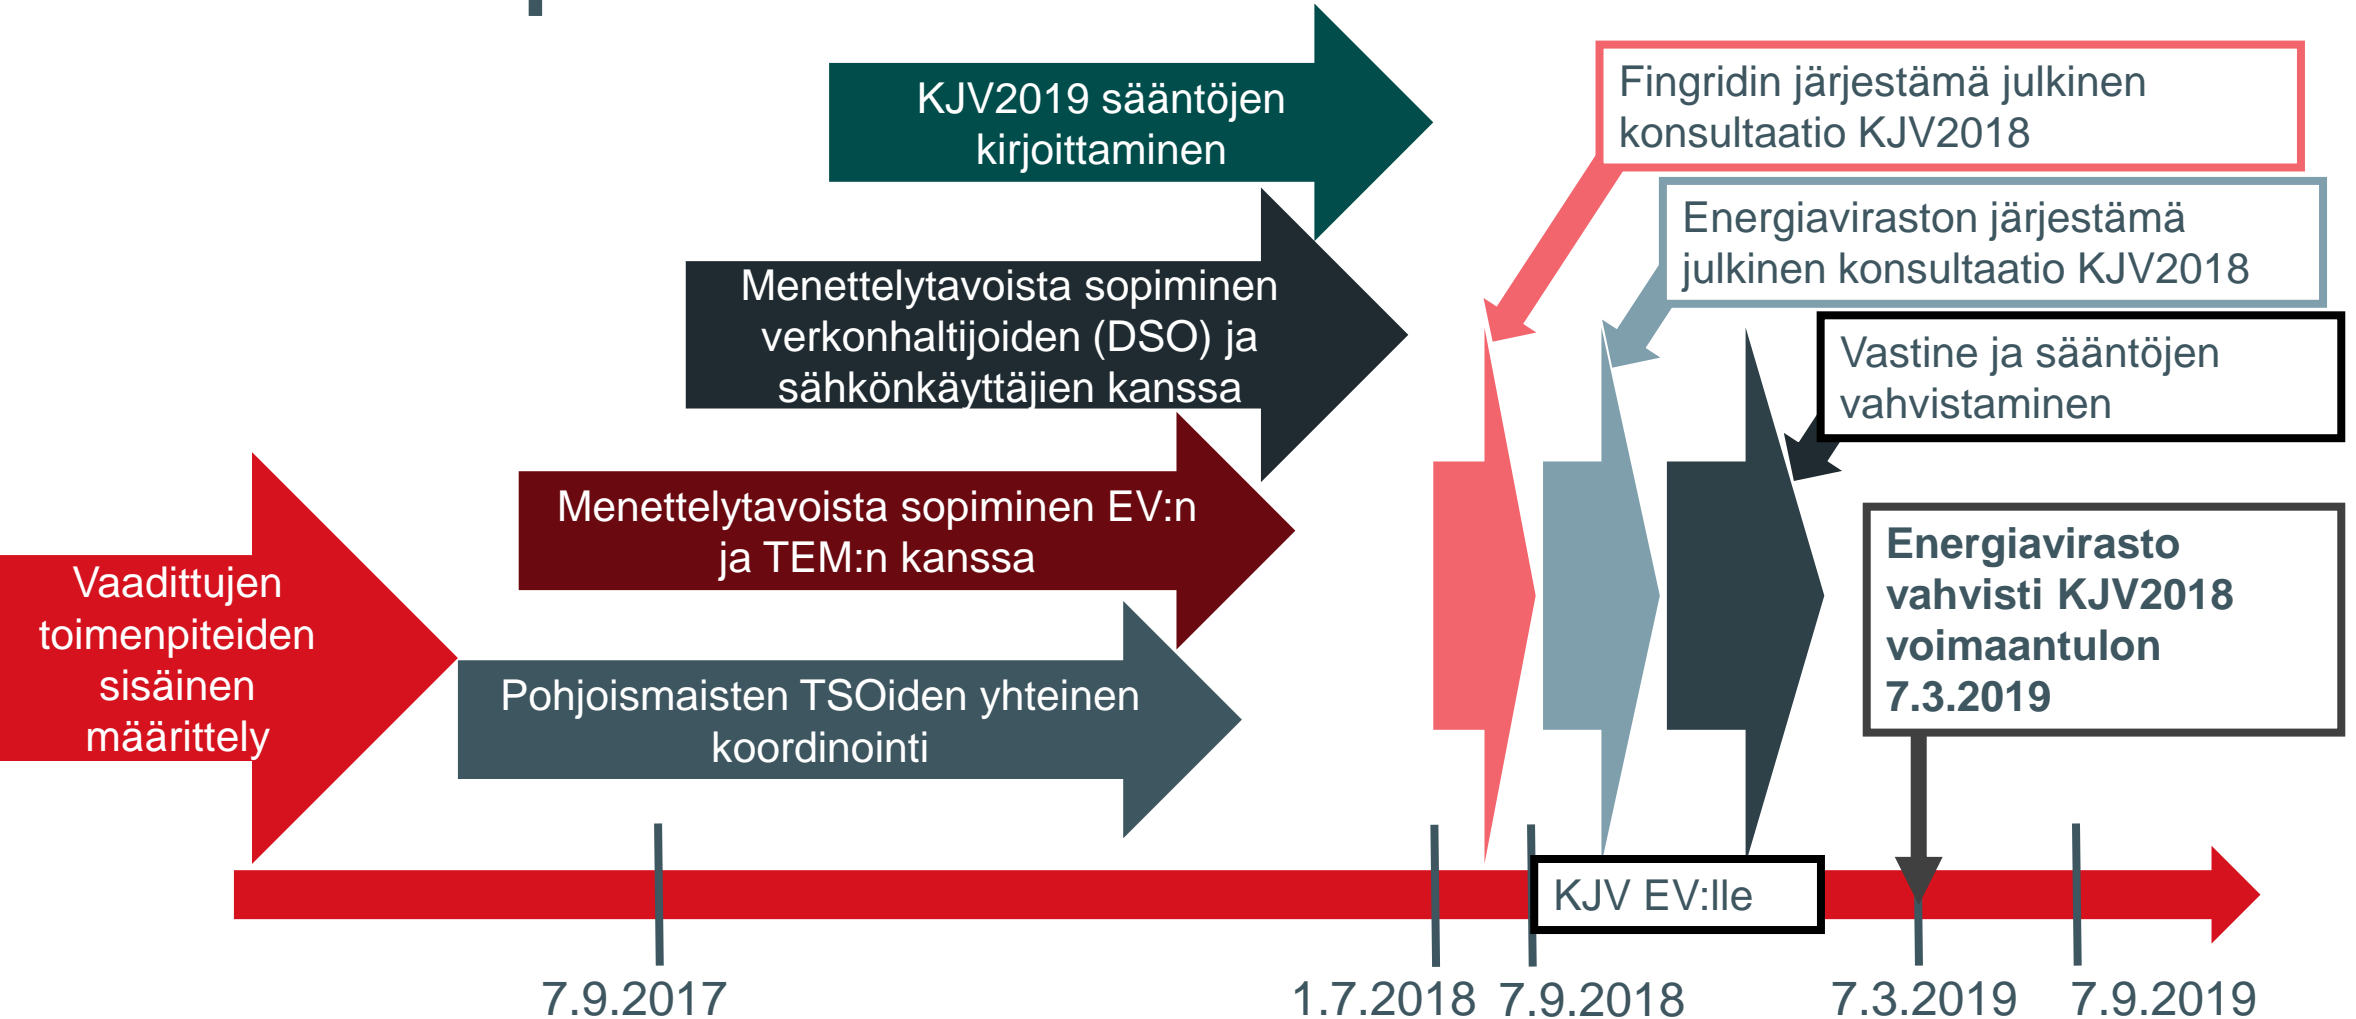 KJV2019 sääntöjen
kirjoittaminen
Fingridin järjestämä julkinen
konsultaatio KJV2018
Energiaviraston järjestämä
julkinen konsultaatio KJV2018
Menettelytavoista sopiminen
verkonhaltijoiden (DSO) ja
sähkönkäyttäjien kanssa
Vastine ja sääntöjen
vahvistaminen
Menettelytavoista sopiminen EV:n
ja TEM:n kanssa
Energiavirasto
vahvisti KJV2018
voimaantulon
7.3.2019
Vaadittujen
toimenpiteiden
sisäinen
määrittely
Pohjoismaisten TSOiden yhteinen
koordinointi
KJV EV:lle
7.9.2017
1.7.2018
7.9.2018
7.3.2019
7.9.2019